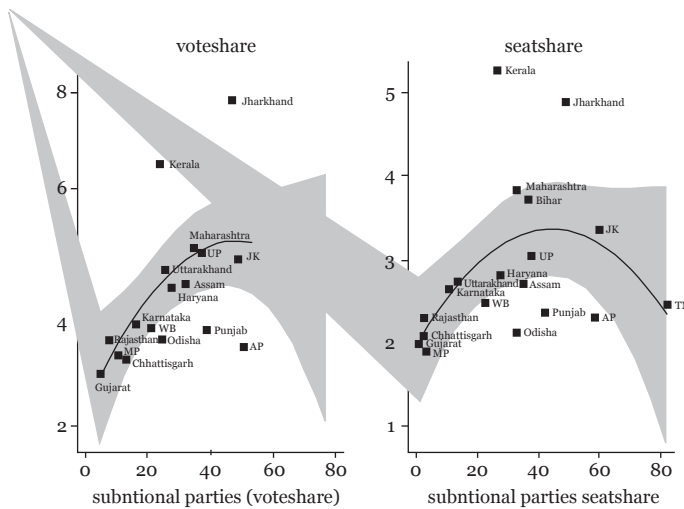 voteshare
8
6
4
2
Jharkhand
Kerala
Maharashtra
UP
JK
Uttarakhand
Assam
Haryana
Karnataka
WB
Punjab
Rajasthan
Odisha
AP
MP
Chhattisgarh
Gujarat
0 20 40 60 80
subntional parties (voteshare)
seatshare
5
4
3
2
1
Kerala
Jharkhand
Maharashtra
Bihar
JK
UP
Haryana
Uttarakhand
Assam
Karnataka
WB
Punjab
AP
Rajasthan
Odisha
Chhattisgarh
Gujarat
MP
0 20 40 60 80
subntional parties seatshare